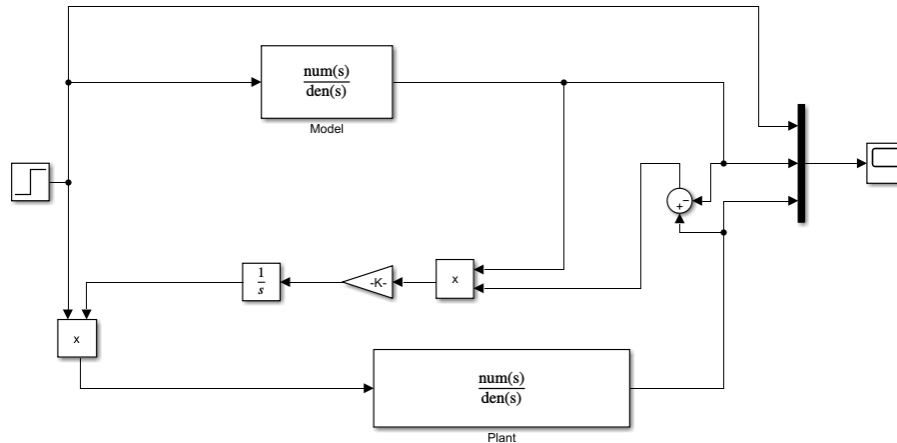 num(s)
den(s)
Model
−
+
1
s
-K-
x
x
num(s)
den(s)
Plant